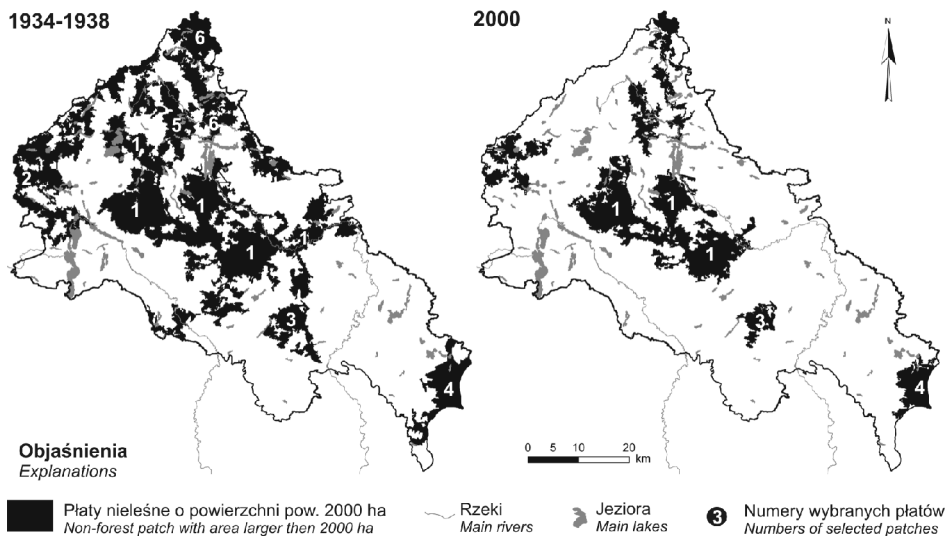 1934-1938
2000
N
6
5
6
1
2
1
1
1
1
3
4
1
1
1
3
4
0 5 10 20
km
Objaśnienia
Explanations
Płaty nieleśne o powierzchni pow. 2000 ha
Non-forest patch with area larger then 2000 ha
Rzeki
Main rivers
Jeziora
Main lakes
3
Numery wybranych płatów
Numbers of selected patches